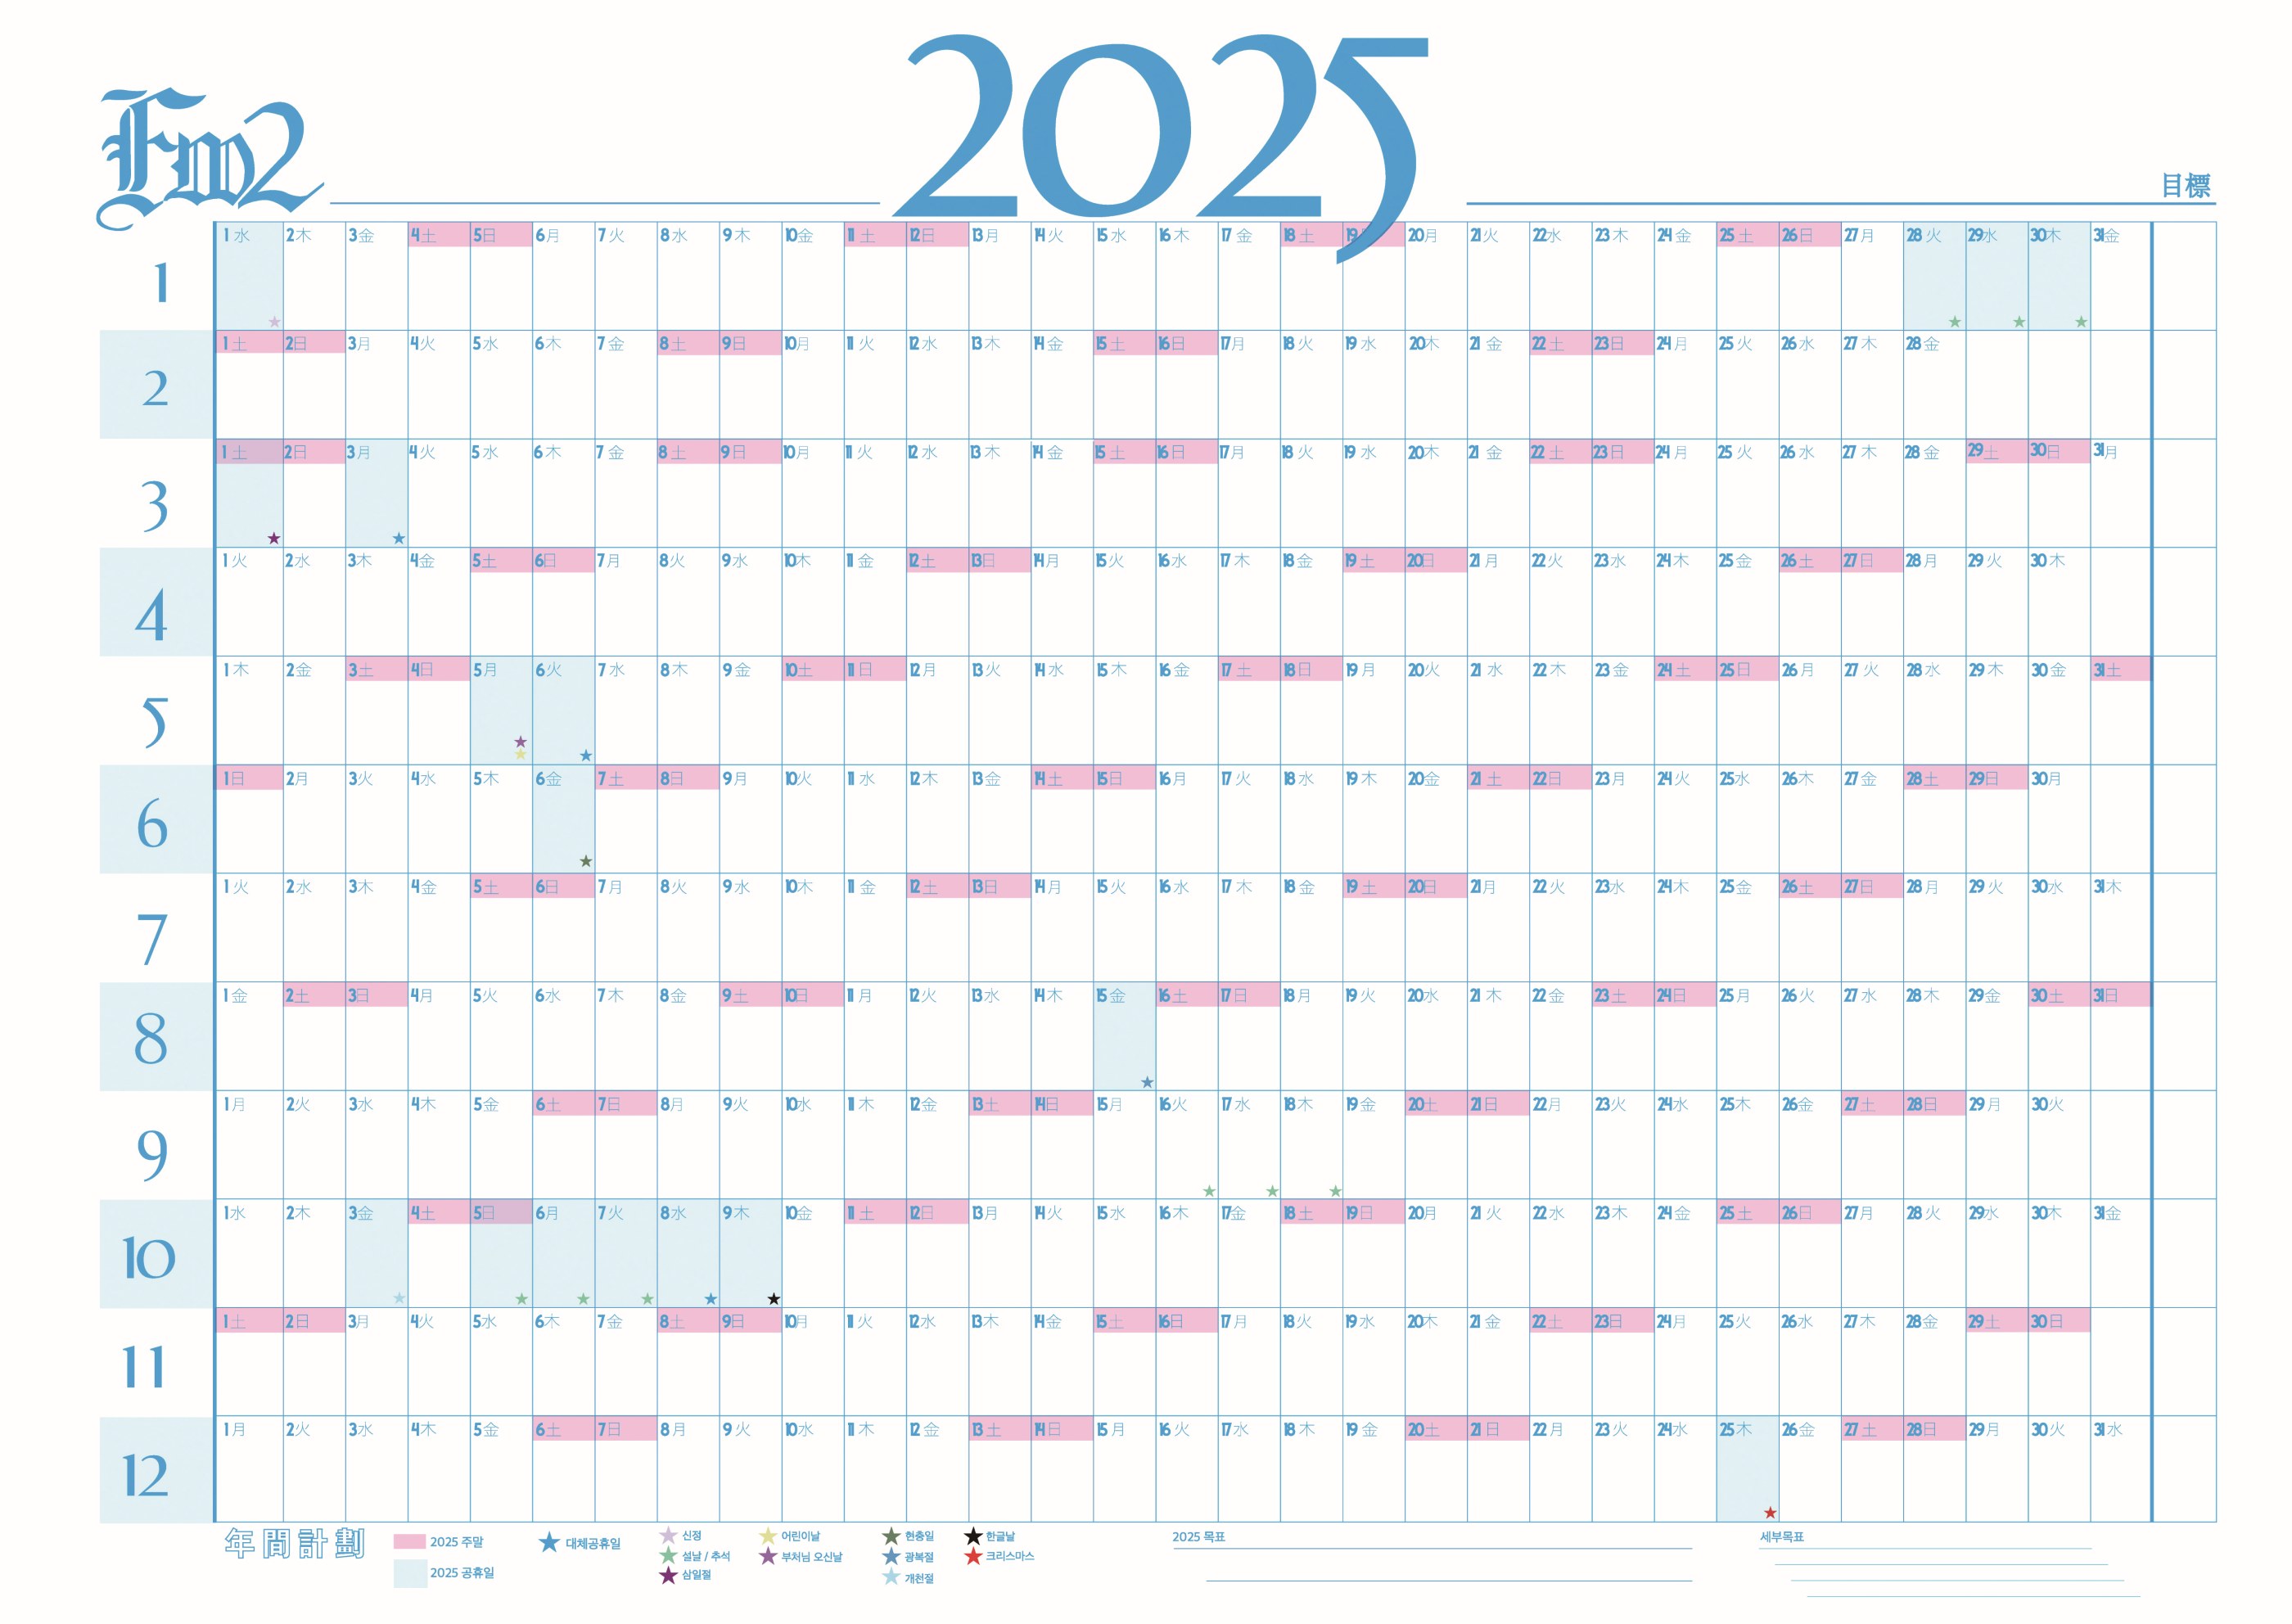 2025
Fm2
目標
1水 2木 3金 4土 5日 6月 7火 8水 9木 10金 11土 12日 13月 14火 15水 16木 17金 18土 19日 20月 21火 22水 23木 24金 25土 26日 27月 28火 29水 30木 31金
1
1土 2日 3月 4火 5水 6木 7金 8土 9日 10月 11火 12水 13木 14金 15土 16日 17月 18火 19水 20木 21金 22土 23日 24月 25火 26水 27木 28金
2
1土 2日 3月 4火 5水 6木 7金 8土 9日 10月 11火 12水 13木 14金 15土 16日 17月 18火 19水 20木 21金 22土 23日 24月 25火 26水 27木 28金 29土 30日 31月
3
1火 2水 3木 4金 5土 6日 7月 8火 9水 10木 11金 12土 13日 14月 15火 16水 17木 18金 19土 20日 21月 22火 23水 24木 25金 26土 27日 28月 29火 30木
4
1木 2金 3土 4日 5月 6火 7水 8木 9金 10土 11日 12月 13火 14水 15木 16金 17土 18日 19月 20火 21水 22木 23金 24土 25日 26月 27火 28水 29木 30金 31土
5
1日 2月 3火 4水 5木 6金 7土 8日 9月 10火 11水 12木 13金 14土 15日 16月 17火 18水 19木 20金 21土 22日 23月 24火 25水 26木 27金 28土 29日 30月
6
1火 2水 3木 4金 5土 6日 7月 8火 9水 10木 11金 12土 13日 14月 15火 16水 17木 18金 19土 20日 21月 22火 23水 24木 25金 26土 27日 28月 29火 30水 31木
7
1金 2土 3日 4月 5火 6水 7木 8金 9土 10日 11月 12火 13水 14木 15金 16土 17日 18月 19火 20水 21木 22金 23土 24日 25月 26火 27水 28木 29金 30土 31日
8
1月 2火 3水 4木 5金 6土 7日 8月 9火 10水 11木 12金 13土 14日 15月 16火 17水 18木 19金 20土 21日 22月 23火 24水 25木 26金 27土 28日 29月 30火
9
1水 2木 3金 4土 5日 6月 7火 8水 9木 10金 11土 12日 13月 14火 15水 16木 17金 18土 19日 20月 21火 22水 23木 24金 25土 26日 27月 28火 29水 30木 31金
10
1土 2日 3月 4火 5水 6木 7金 8土 9日 10月 11火 12水 13木 14金 15土 16日 17月 18火 19水 20木 21金 22土 23日 24月 25火 26水 27木 28金 29土 30日
11
1月 2火 3水 4木 5金 6土 7日 8月 9火 10水 11木 12金 13土 14日 15月 16火 17水 18木 19金 20土 21日 22月 23火 24水 25木 26金 27土 28日 29月 30火 31水
12
年間計劃
2025 주말
2025 공휴일
대체공휴일
신정
설날 / 추석
삼일절
어린이날
부처님 오신날
현충일
광복절
개천절
한글날
크리스마스
2025 목표
세부목표